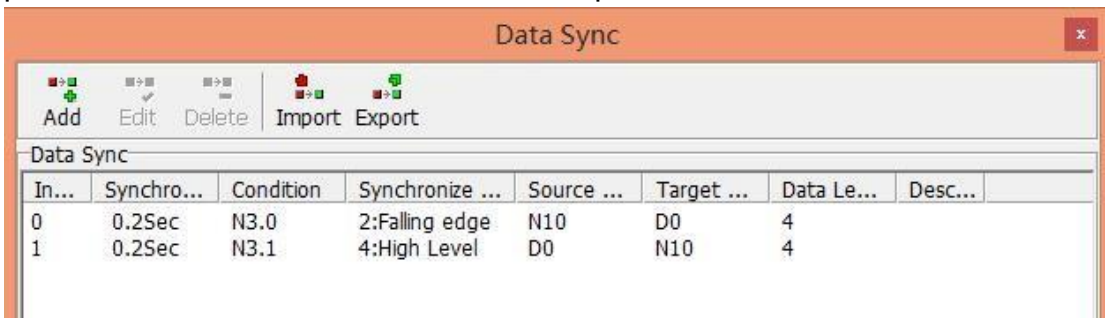 Data Sync
x
Add Edit Delete Import Export
Data Sync
In... Synchro... Condition Synchronize ... Source ... Target ... Data Le... Desc...
0 0.2Sec N3.0 2:Falling edge N10 D0 4
1 0.2Sec N3.1 4:High Level D0 N10 4